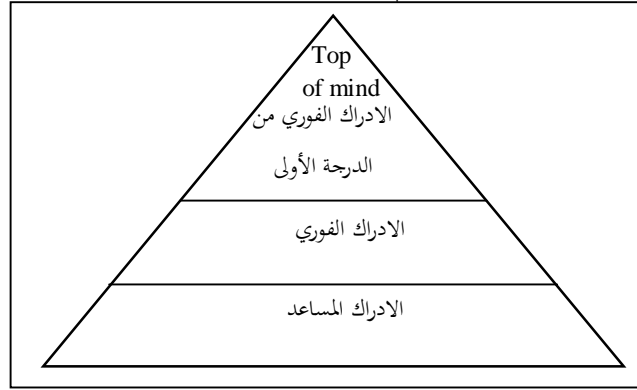 Top
of mind
الادراك الفوري من
الدرجة الأولى
الادراك الفوري
الادراك المساعد